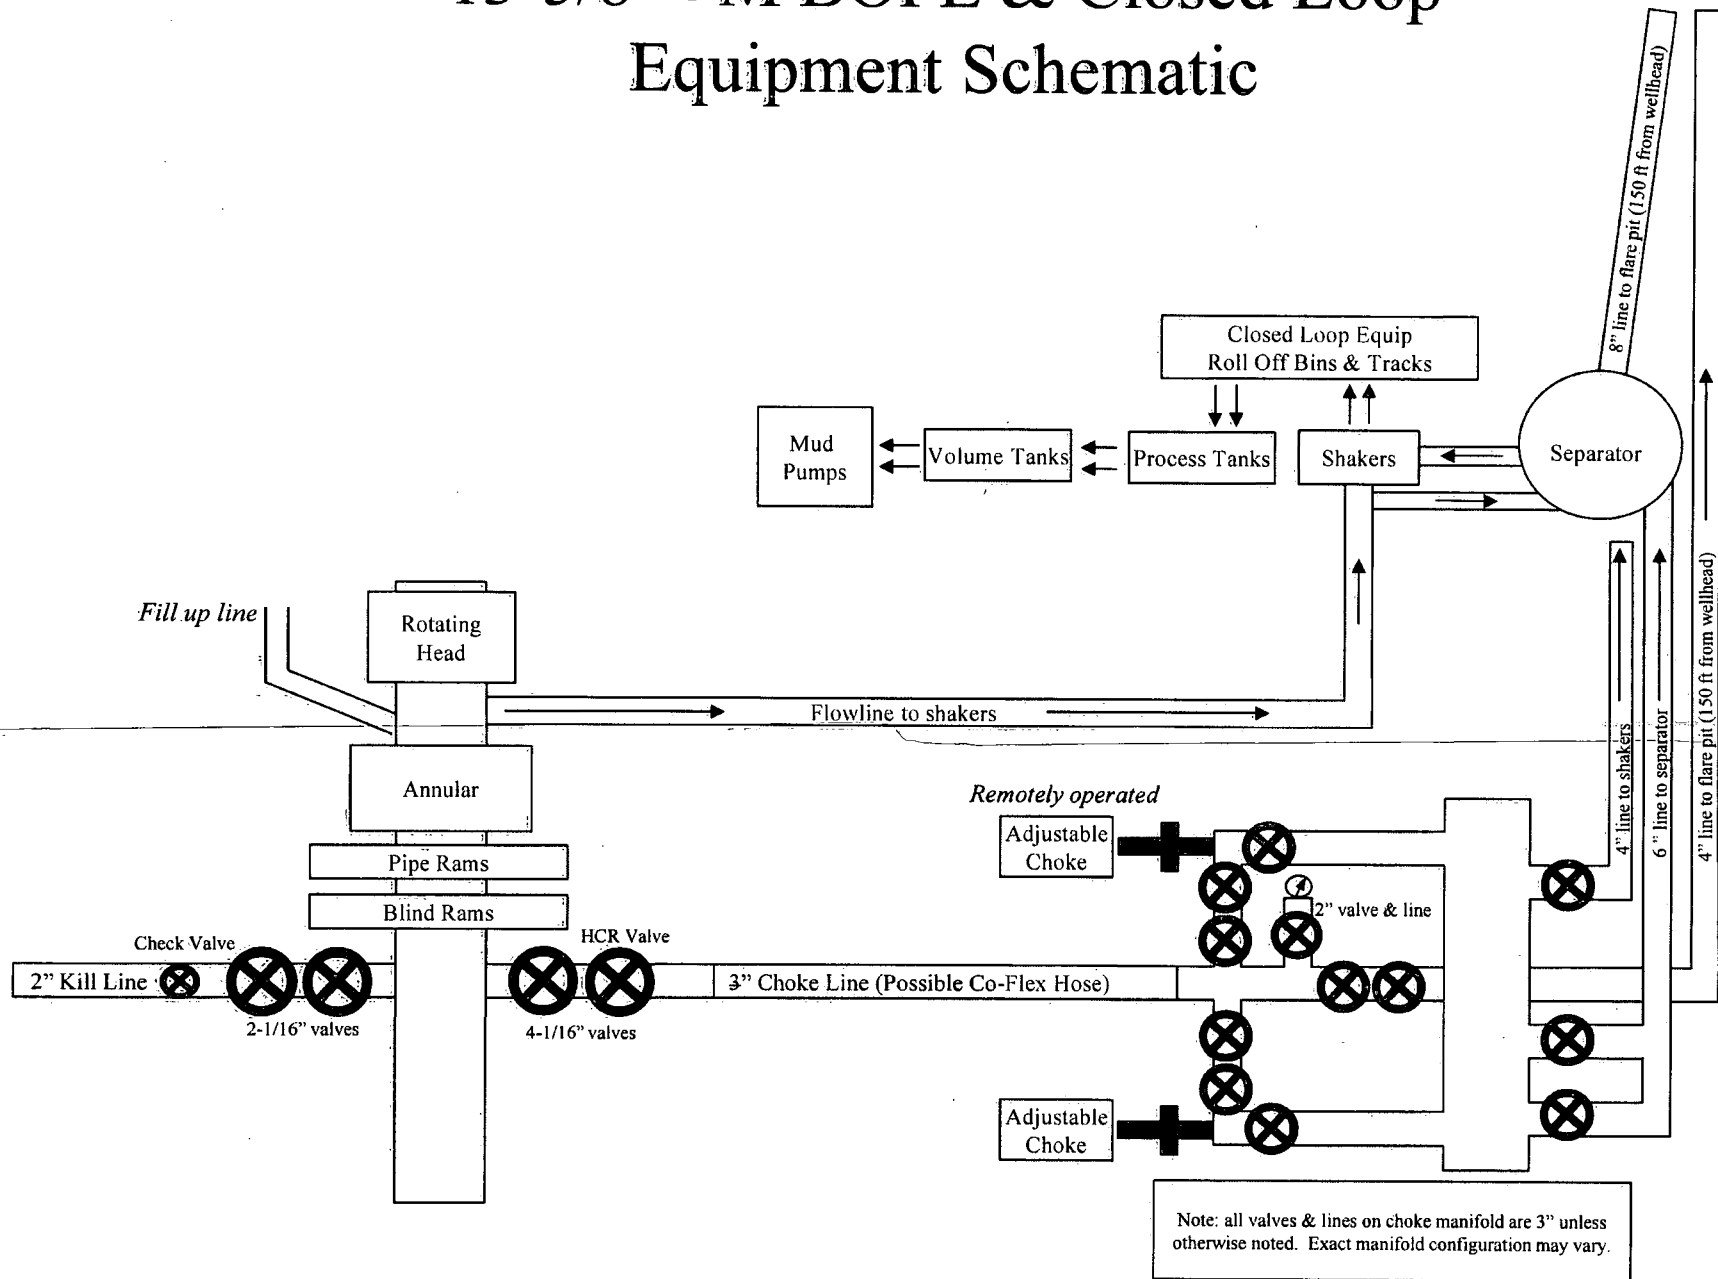 BOPE & Closed Loop
Equipment Schematic
8" line to flare pit (150 ft from wellhead)
Closed Loop Equip
Roll Off Bins & Tracks
Mud
Pumps
Volume Tanks
Process Tanks
Shakers
Separator
Fill up line
Rotating
Head
Flowline to shakers
Annular
Pipe Rams
Blind Rams
Remotely operated
Adjustable
Choke
2" valve & line
4" line to shakers
6" line to separator
4" line to flare pit (150 ft from wellhead)
Check Valve
HCR Valve
2" Kill Line
3" Choke Line (Possible Co-Flex Hose)
2-1/16" valves
4-1/16" valves
Adjustable
Choke
Note: all valves & lines on choke manifold are 3" unless
otherwise noted. Exact manifold configuration may vary.